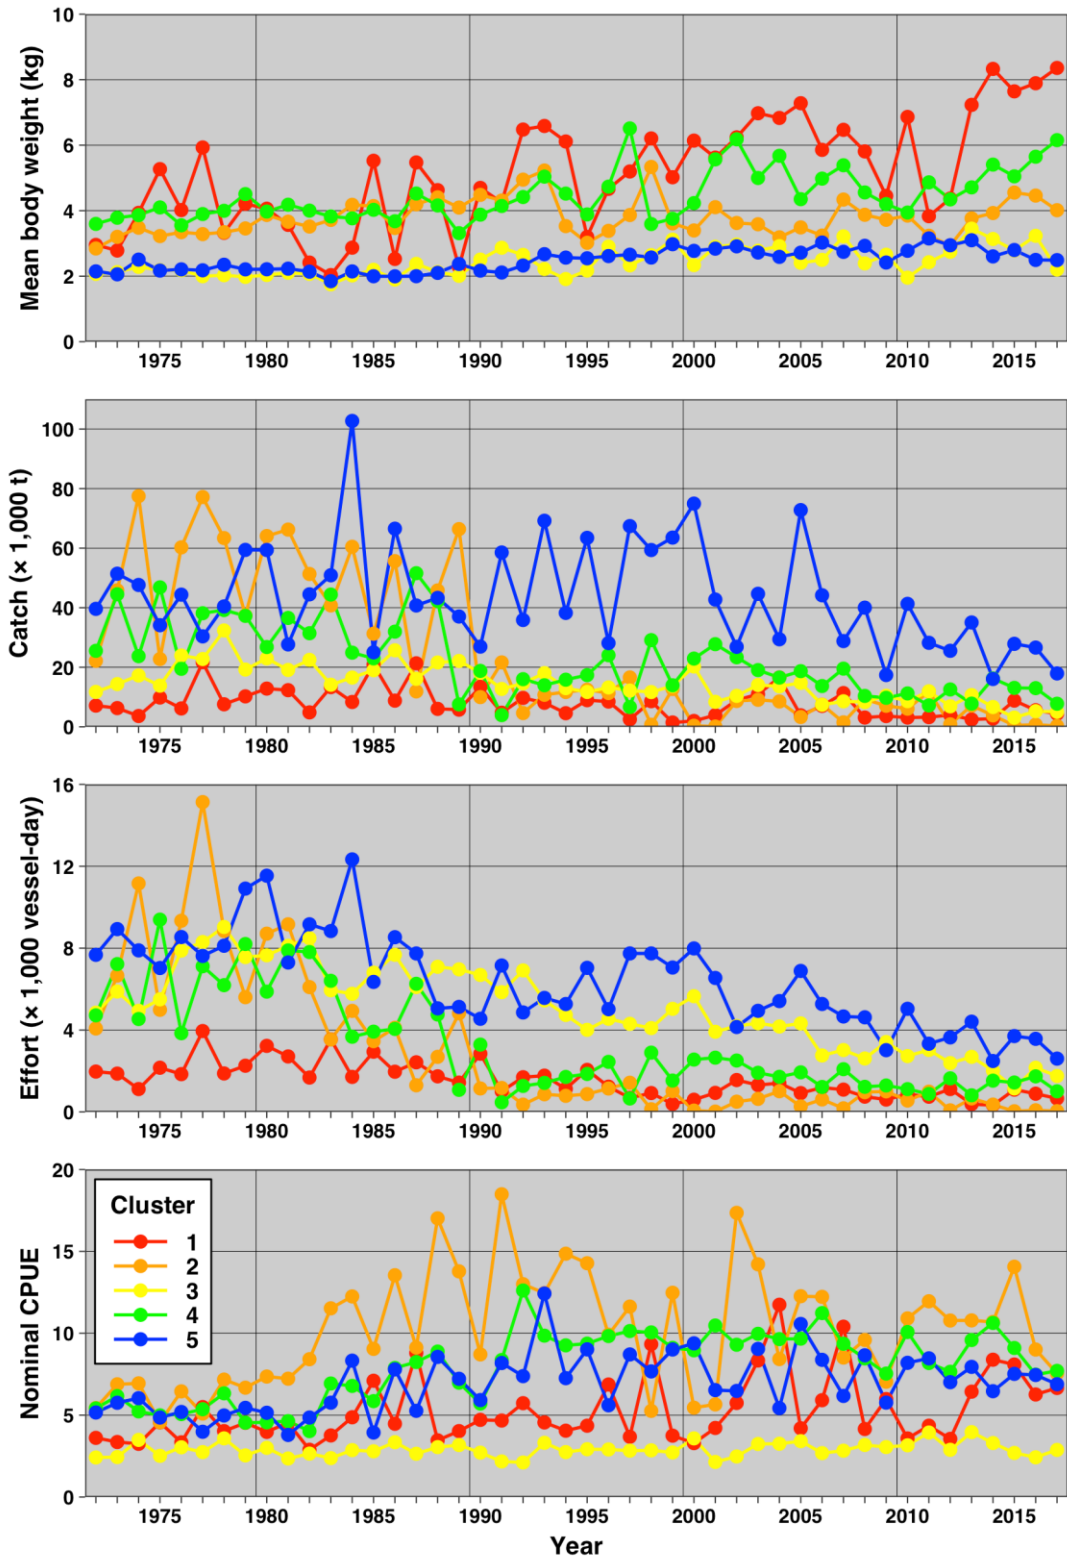 Mean body weight (kg)
10
8
6
4
2
0
1975 1980 1985 1990 1995 2000 2005 2010 2015
Catch (× 1,000 t)
100
80
60
40
20
0
1975 1980 1985 1990 1995 2000 2005 2010 2015
Effort (× 1,000 vessel-day)
16
12
8
4
0
1975 1980 1985 1990 1995 2000 2005 2010 2015
Nominal CPUE
20
15
10
5
0
Cluster
1
2
3
4
5
1975 1980 1985 1990 1995 2000 2005 2010 2015
Year